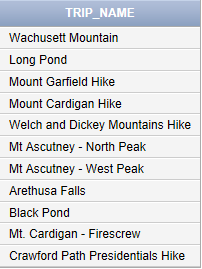 TRIP_NAME
Wachusett Mountain
Long Pond
Mount Garfield Hike
Mount Cardigan Hike
Welch and Dickey Mountains Hike
Mt Ascutney - North Peak
Mt Ascutney - West Peak
Arethusa Falls
Black Pond
Mt. Cardigan - Firescrew
Crawford Path Presidentials Hike